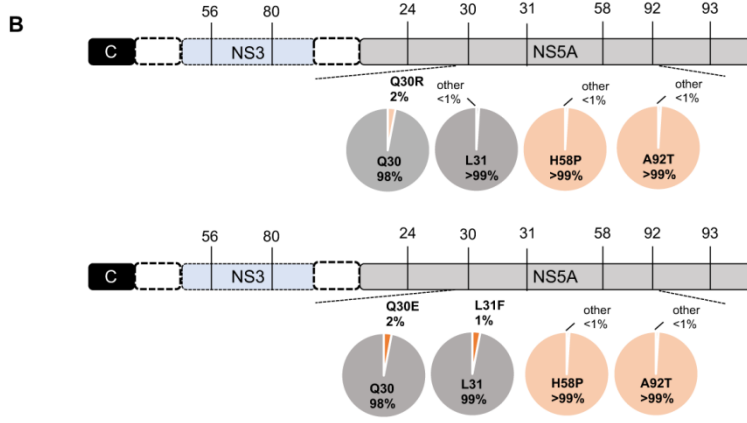 B
56 80 24 30 31 58 92 93
C NS3 NS5A
Q30R
2%
other
<1%
other
<1%
other
<1%
Q30
98%
L31
>99%
H58P
>99%
A92T
>99%
56 80 24 30 31 58 92 93
C NS3 NS5A
Q30E
2%
L31F
1%
other
<1%
other
<1%
Q30
98%
L31
99%
H58P
>99%
A92T
>99%